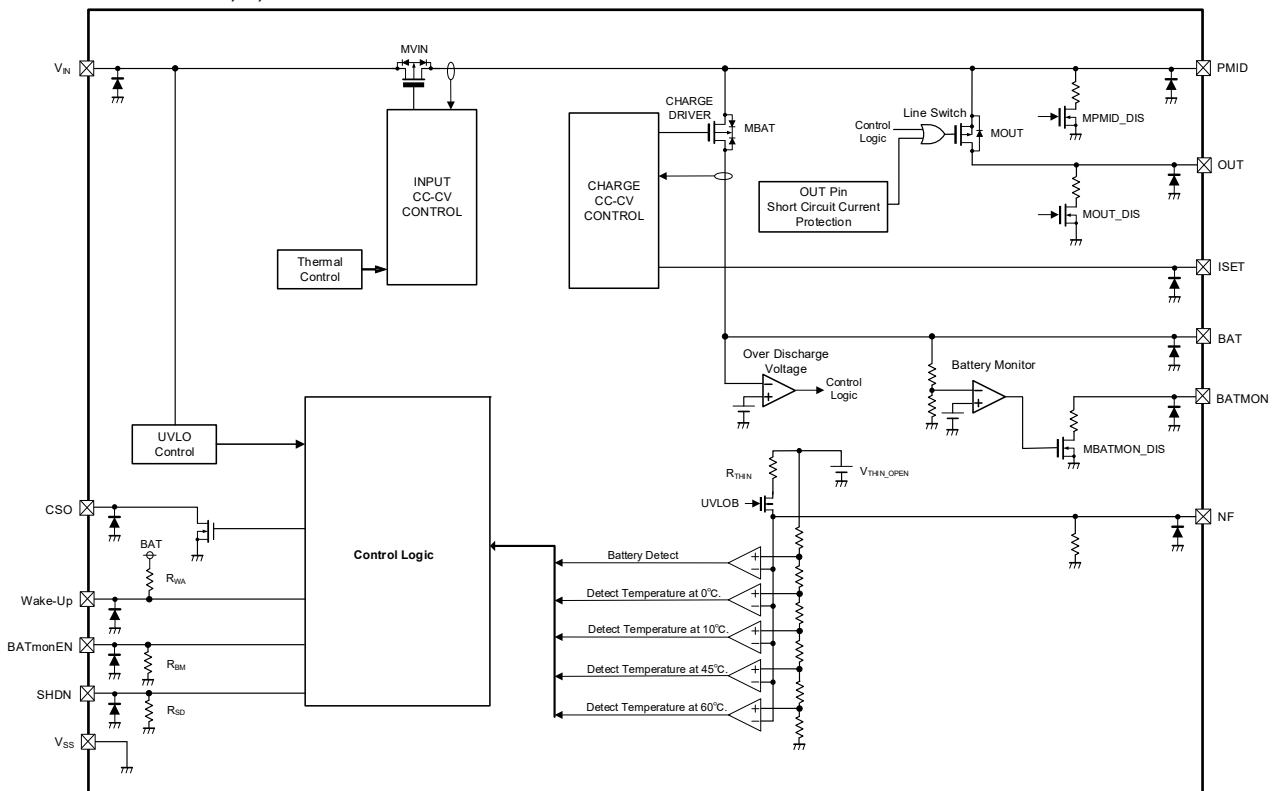 VIN
MVIN
PMID
CHARGE
DRIVER
MBAT
Line Switch
Control
Logic
MOUT
MPMID_DIS
INPUT
CC-CV
CONTROL
CHARGE
CC-CV
CONTROL
OUT Pin
Short Circuit Current
Protection
OUT
MOUT_DIS
Thermal
Control
ISET
BAT
Over Discharge
Voltage
Control
Logic
Battery Monitor
BATMON
MBATMON_DIS
UVLO
Control
RTHIN
VTHIN_OPEN
UVLOB
CSO
NF
BAT
RWA
Control Logic
Battery Detect
Wake-Up
Detect Temperature at 0℃.
BATmonEN
RBM
Detect Temperature at 10℃.
SHDN
RSD
Detect Temperature at 45℃.
Detect Temperature at 60℃.
VSS